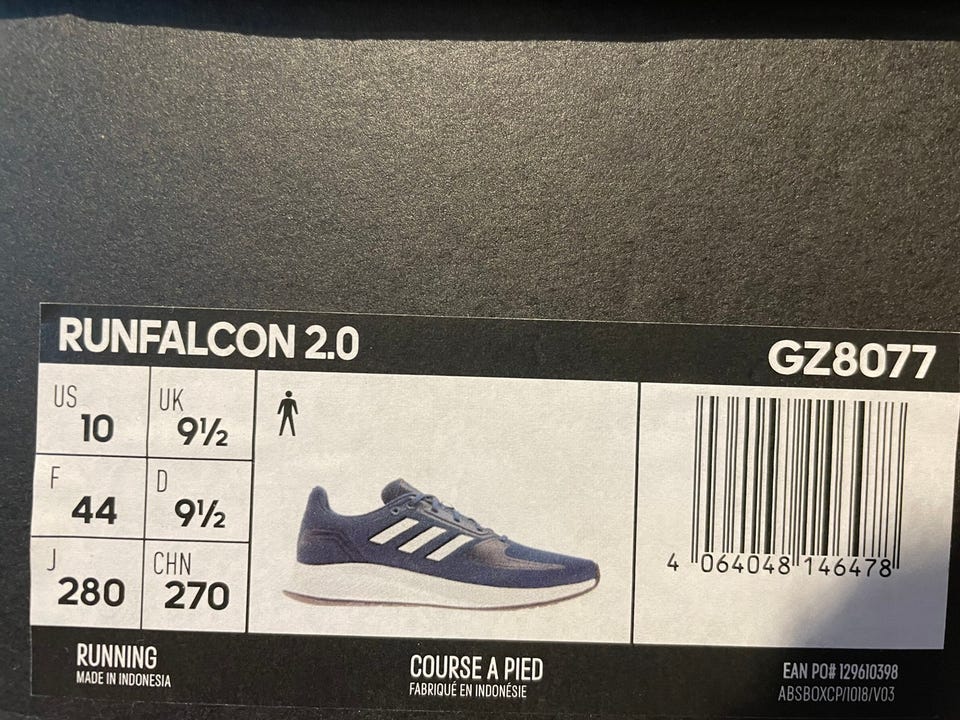 RUNFALCON 2.0
GZ8077
US 10
UK 9½
F 44
D 9½
J 280
CHN 270
4 064048 146478
RUNNING
MADE IN INDONESIA
COURSE A PIED
FABRIQUÉ EN INDONÉSIE
EAN PO# 129610398
ABSBOXCP/1018/V03